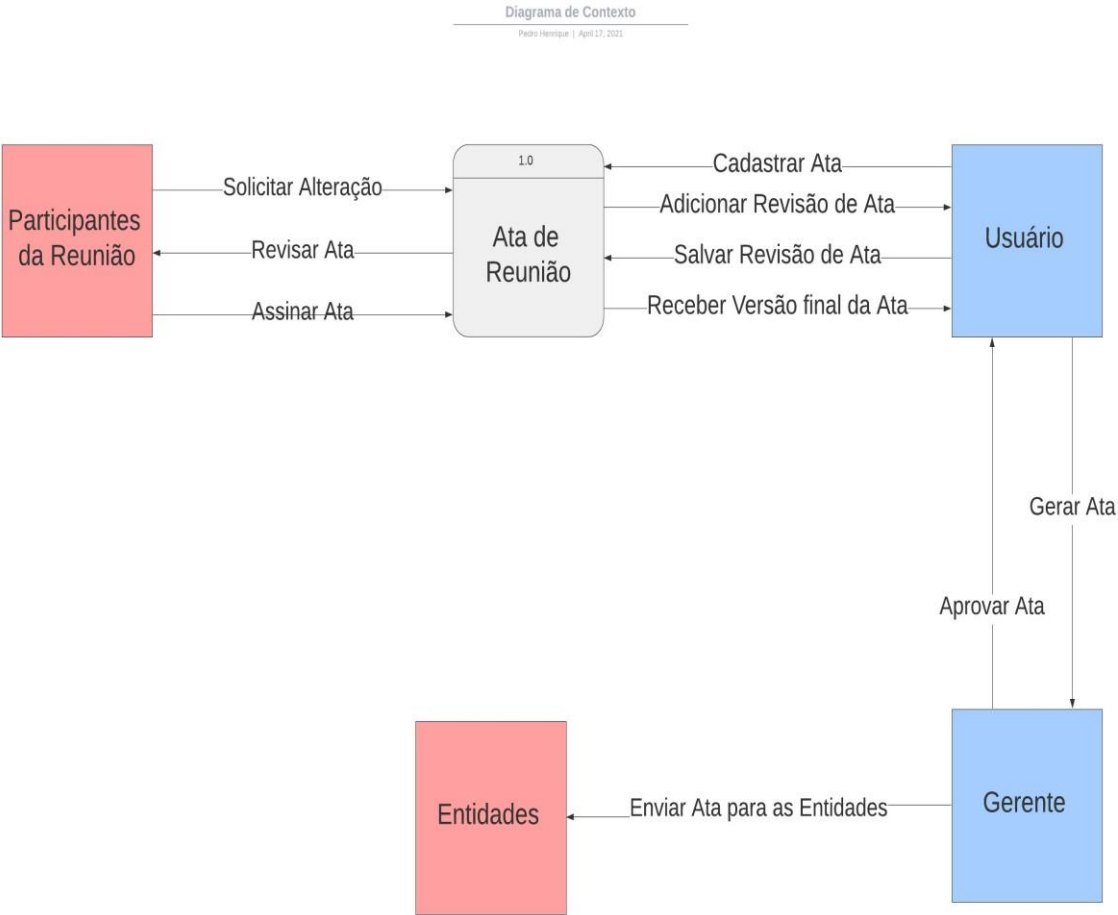 Diagrama de Contexto
Pedro Henrique | April 17, 2021
1.0
Participantes
da Reunião
Solicitar Alteração
Revisar Ata
Assinar Ata
Ata de
Reunião
Cadastrar Ata
Adicionar Revisão de Ata
Salvar Revisão de Ata
Receber Versão final da Ata
Usuário
Gerar Ata
Aprovar Ata
Entidades
Enviar Ata para as Entidades
Gerente